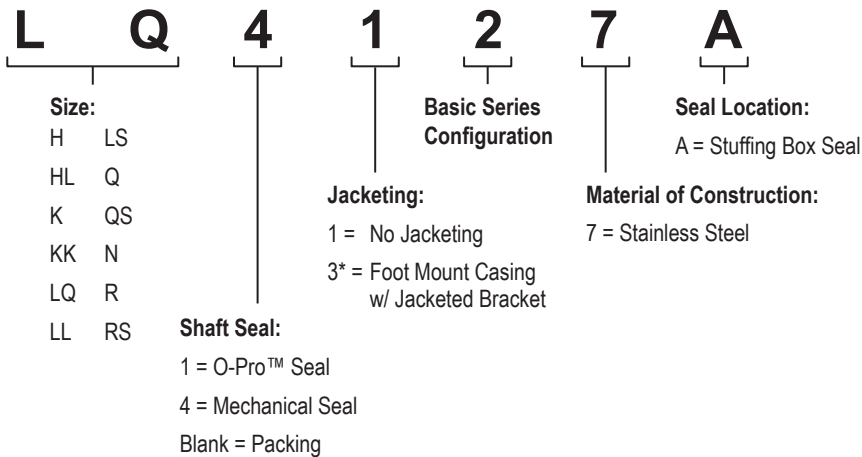 L Q 4 1 2 7 A
Size:
H LS
HL Q
K QS
KK N
LQ R
LL RS
Shaft Seal:
1 = O-Pro™ Seal
4 = Mechanical Seal
Blank = Packing
Jacketing:
1 = No Jacketing
3* = Foot Mount Casing
w/ Jacketed Bracket
Basic Series
Configuration
Material of Construction:
7 = Stainless Steel
Seal Location:
A = Stuffing Box Seal